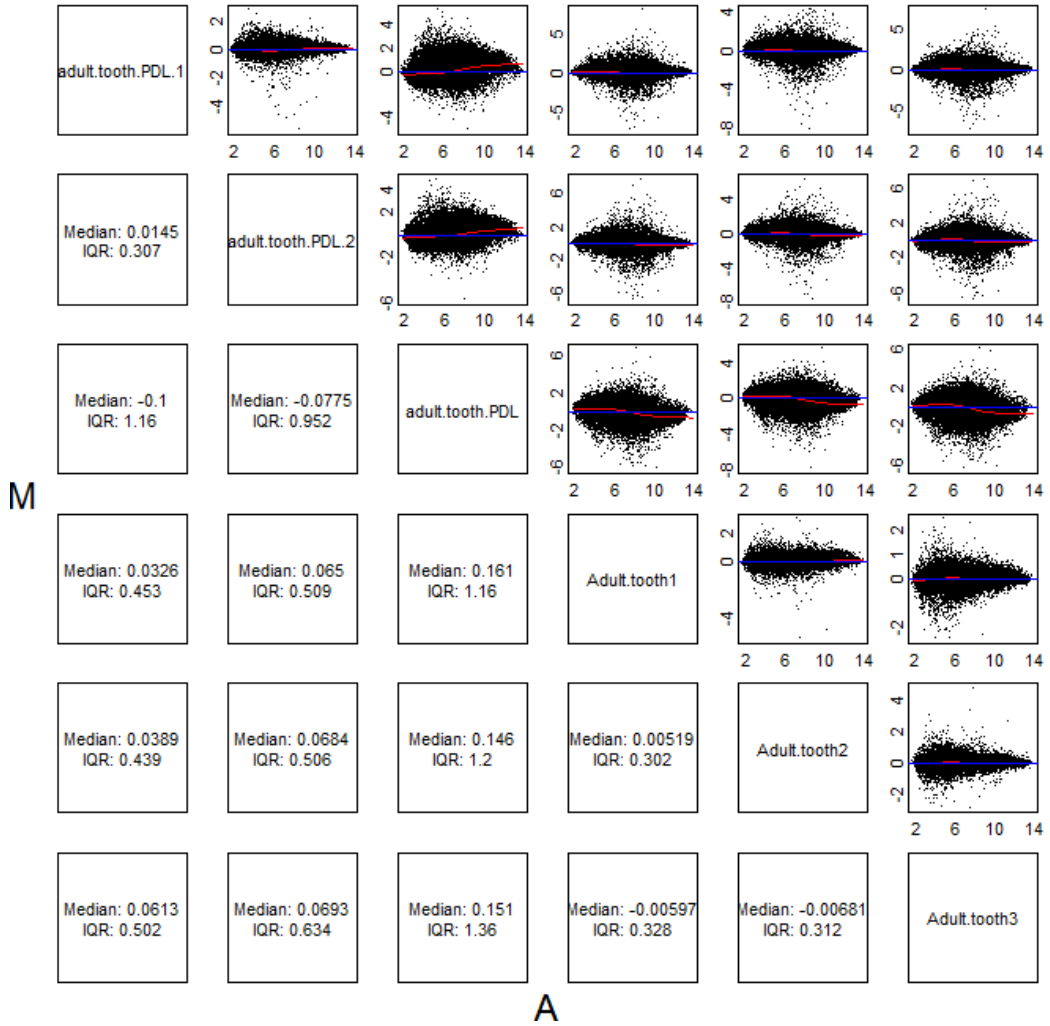 adult.tooth.PDL.1
2
0
-2
-4
2 6 10 14
4
2
0
-4
2 6 10 14
5
0
-5
2 6 10 14
4
0
-4
-8
2 6 10 14
5
0
-5
2 6 10 14
Median: 0.0145
IQR: 0.307
adult.tooth.PDL.2
4
2
0
-2
-6
2 6 10 14
6
2
0
-2
-6
2 6 10 14
4
2
0
-4
-8
2 6 10 14
6
2
-2
-6
2 6 10 14
Median: -0.1
IQR: 1.16
Median: -0.0775
IQR: 0.952
adult.tooth.PDL
6
2
0
-2
-6
2 6 10 14
4
0
-4
-8
2 6 10 14
6
2
0
-2
-6
2 6 10 14
M
Median: 0.0326
IQR: 0.453
Median: 0.065
IQR: 0.509
Median: 0.161
IQR: 1.16
Adult.tooth1
2
0
-4
2 6 10 14
2
1
0
-2
2 6 10 14
Median: 0.0389
IQR: 0.439
Median: 0.0684
IQR: 0.506
Median: 0.146
IQR: 1.2
Median: 0.00519
IQR: 0.302
Adult.tooth2
4
2
0
-2
2 6 10 14
Median: 0.0613
IQR: 0.502
Median: 0.0693
IQR: 0.634
Median: 0.151
IQR: 1.36
Median: -0.00597
IQR: 0.328
Median: -0.00681
IQR: 0.312
Adult.tooth3
A